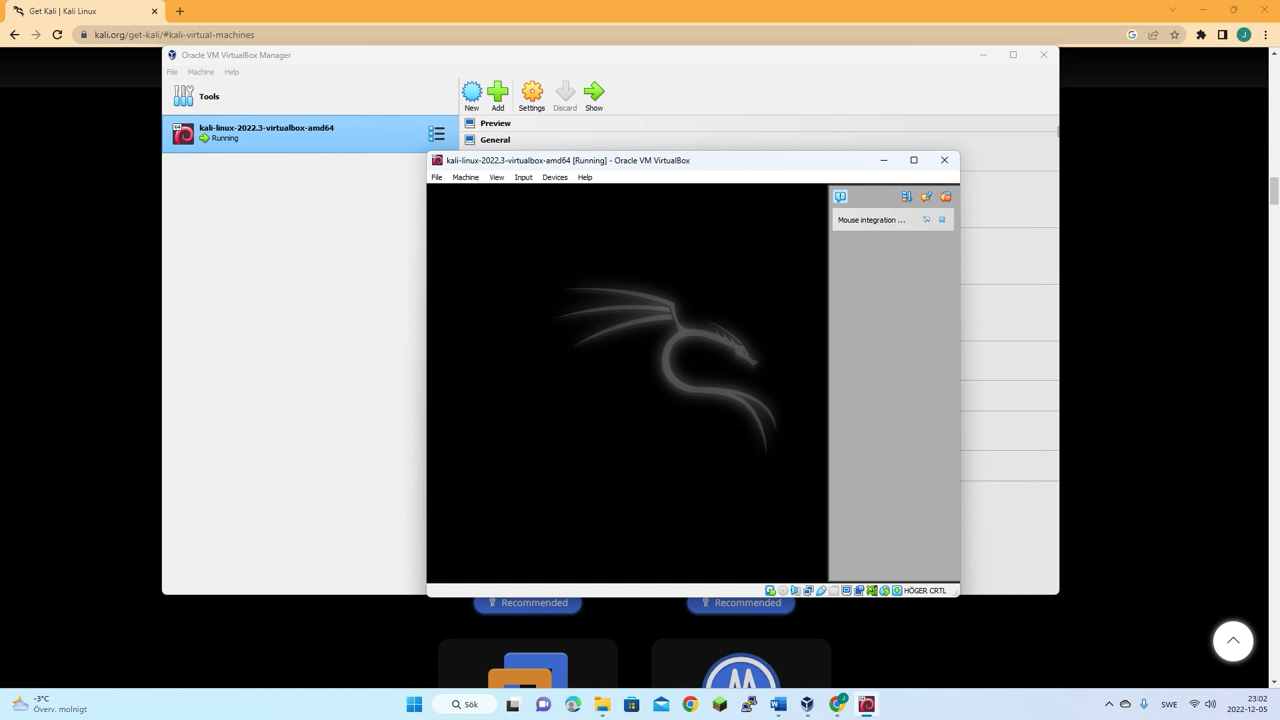 Get Kali | Kali Linux
kali.org/get-kali/#kali-virtual-machines
J
Oracle VM VirtualBox Manager
File Machine Help
Tools
New Add Settings Discard Show
64 kali-linux-2022.3-virtualbox-amd64
Running
Preview
General
kali-linux-2022.3-virtualbox-amd64 [Running] - Oracle VM VirtualBox
File Machine View Input Devices Help
Mouse integration ...
HÖGER CRTL
Recommended Recommended
-3°C
Överv. molnigt
Sök
SWE
23:02
2022-12-05